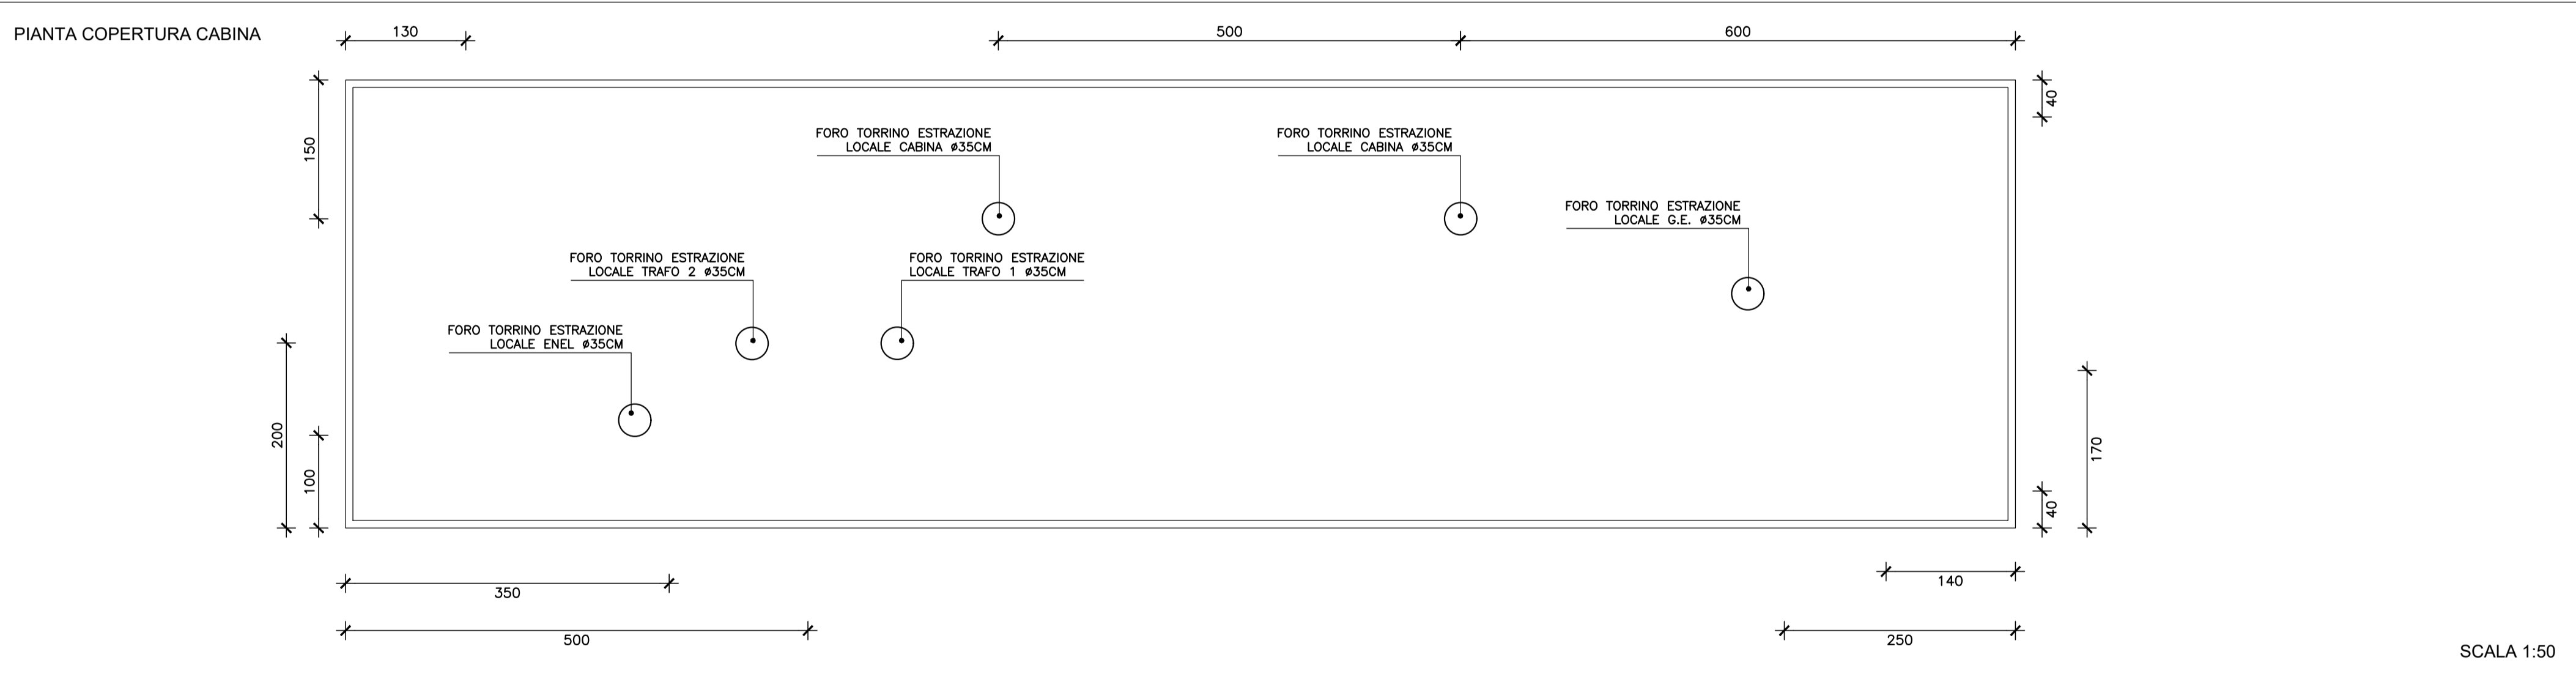 PIANTA COPERTURA CABINA
130
500
600
40
150
FORO TORRINO ESTRAZIONE
LOCALE CABINA ø35CM
FORO TORRINO ESTRAZIONE
LOCALE CABINA ø35CM
FORO TORRINO ESTRAZIONE
LOCALE G.E. ø35CM
FORO TORRINO ESTRAZIONE
LOCALE TRAFO 2 ø35CM
FORO TORRINO ESTRAZIONE
LOCALE TRAFO 1 ø35CM
FORO TORRINO ESTRAZIONE
LOCALE ENEL ø35CM
200
100
170
40
350
140
500
250
SCALA 1:50